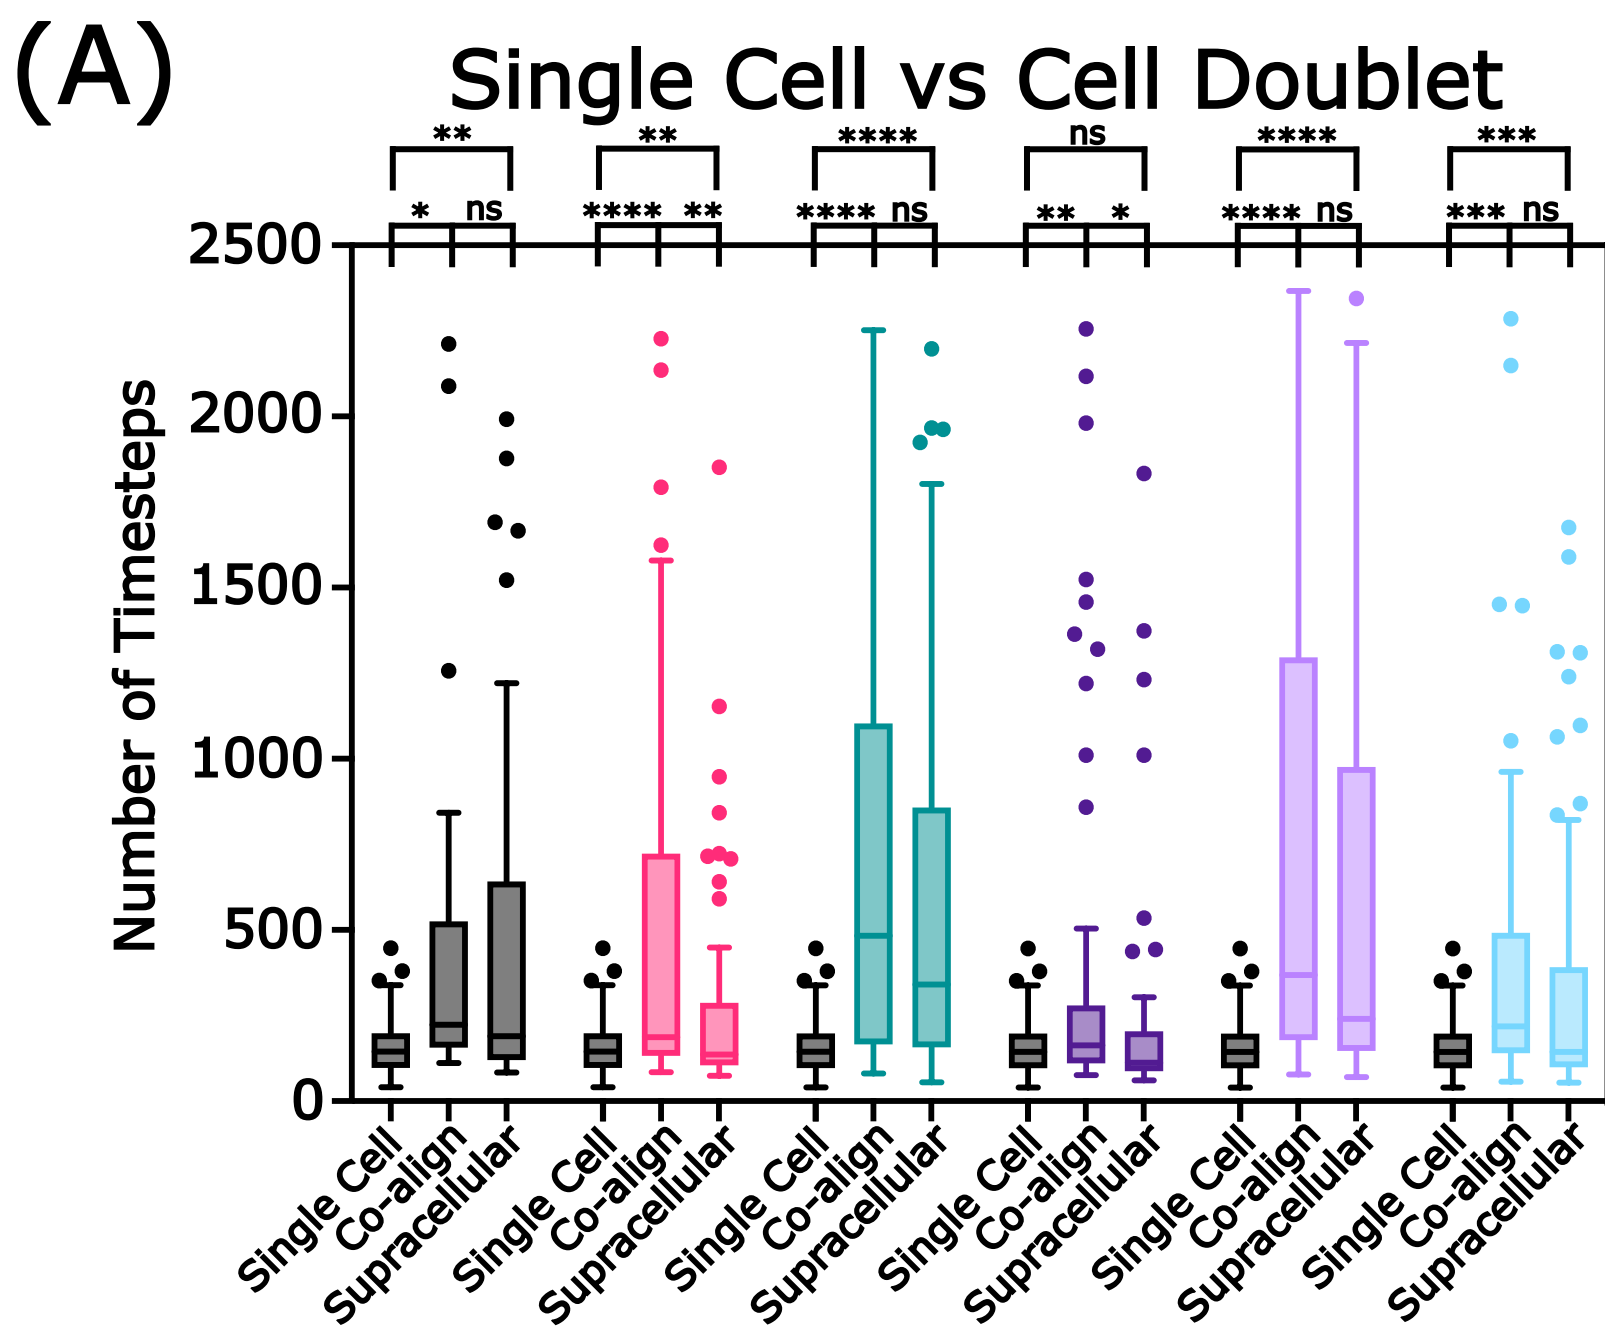 (A)
Single Cell vs Cell Doublet
** ** **** ns **** ***
* ns **** ** **** ns ** * **** ns *** ns
Number of Timesteps
2500
2000
1500
1000
500
0
Single Cell Co-align Supracellular Single Cell Co-align Supracellular Single Cell Co-align Supracellular Single Cell Co-align Supracellular Single Cell Co-align Supracellular Single Cell Co-align Supracellular